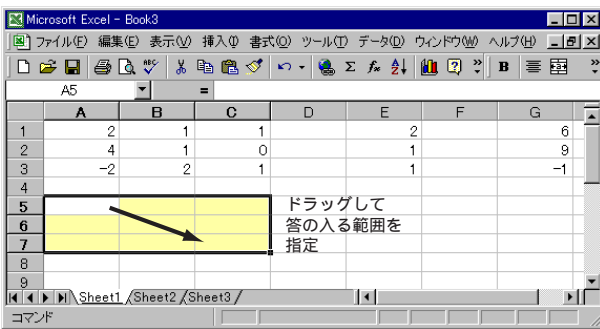 Microsoft Excel - Book3
ファイル(F) 編集(E) 表示(V) 挿入(I) 書式(O) ツール(T) データ(D) ウィンドウ(W) ヘルプ(H)
ABC Σ f* B
A5 =
A B C D E F G
1 2 1 1 2 6
2 4 1 0 1 9
3 -2 2 1 1 -1
4
5 ドラッグして
6 答の入る範囲を
7 指定
8
9
Sheet1 Sheet2 Sheet3
コマンド